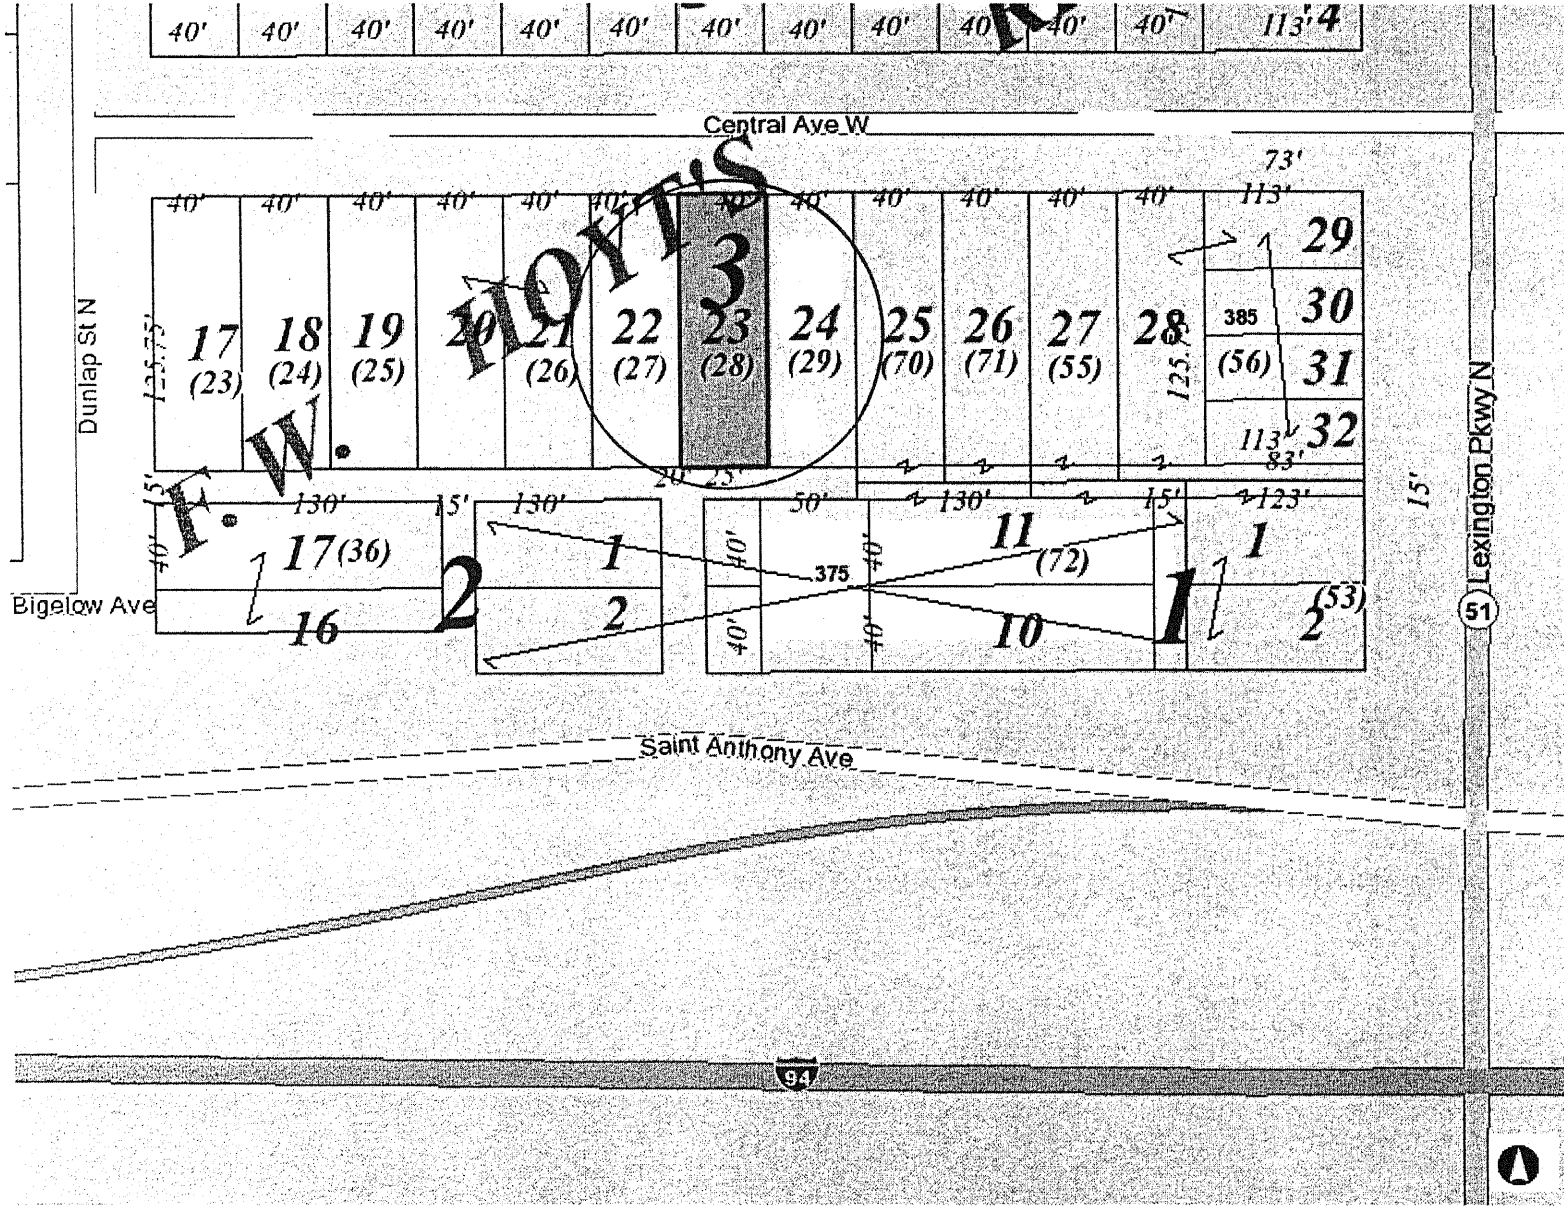 40' 40' 40' 40' 40' 40' 40' 40' 40' 40' 40' 113' 4
Central Ave W
73'
40' 40' 40' 40' 40' 40' 40' 40' 40' 40' 40' 40' 113'
F. W. HOYT'S
3
29
30
385
17 18 19 20 21 22 23 24 25 26 27 28
(23) (24) (25) (26) (27) (28) (29) (70) (71) (55) (56) 31
125.75' 125.75'
113' 32
83'
Dunlap St N
Lexington Pkwy N
20' 25'
15' 15'
130' 15' 130' 50' 130' 15' 123'
40' 17 (36) 1 40' 40' 11 (72) 1
375
2 1
Bigelow Ave
16 2 40' 40' 10 2 (53)
51
Saint Anthony Ave
94